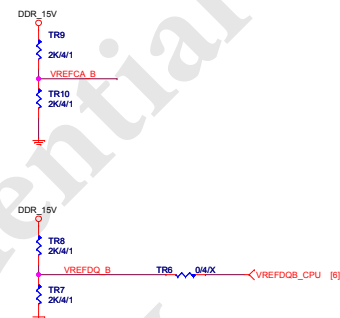 DDR_15V
TR9
2K/4/1
VREFCA_B
TR10
2K/4/1
DDR_15V
TR8
2K/4/1
VREFDQ_B TR6 0/4/X VREFDQB_CPU [6]
TR7
2K/4/1